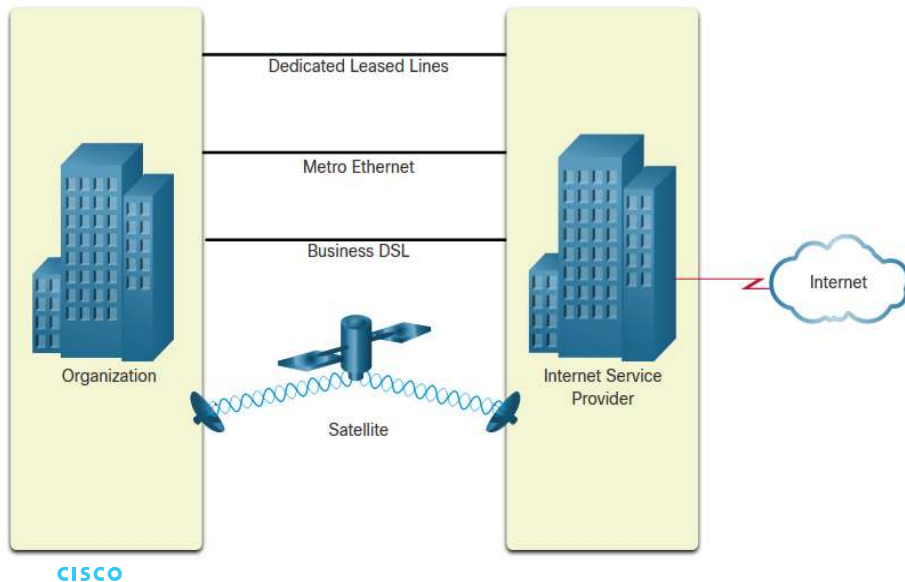 Dedicated Leased Lines
Metro Ethernet
Business DSL
Internet
Organization
Internet Service
Provider
Satellite
CISCO